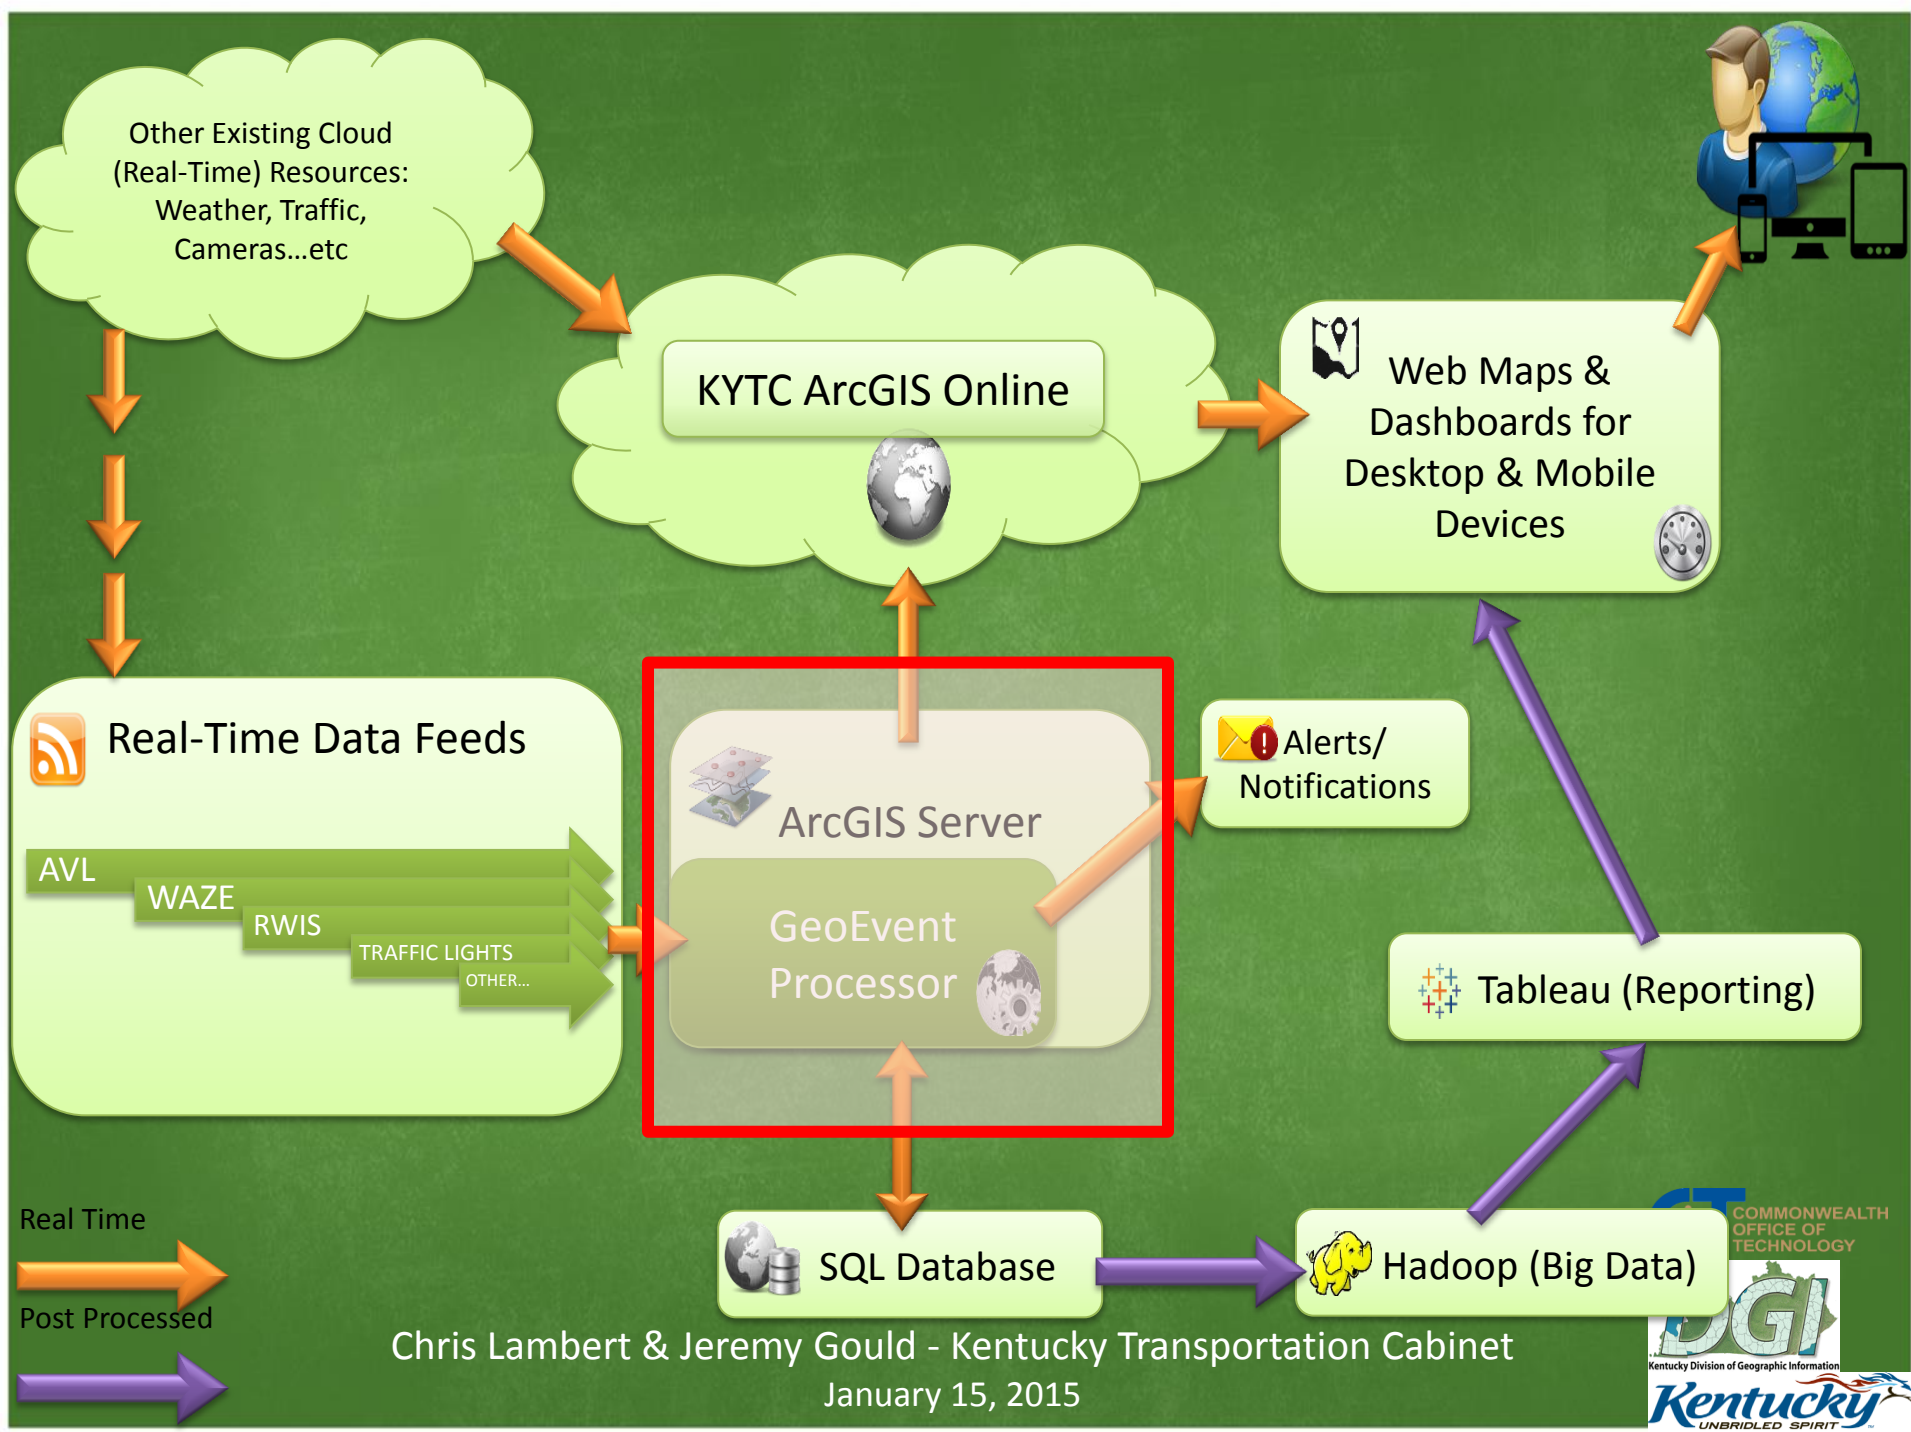 Other Existing Cloud
(Real-Time) Resources:
Weather, Traffic,
Cameras...etc
KYTC ArcGIS Online
Web Maps &
Dashboards for
Desktop & Mobile
Devices
Real-Time Data Feeds
AVL
WAZE
RWIS
TRAFFIC LIGHTS
OTHER...
ArcGIS Server
GeoEvent
Processor
Alerts/
Notifications
Tableau (Reporting)
SQL Database
Hadoop (Big Data)
Real Time
Post Processed
Chris Lambert & Jeremy Gould - Kentucky Transportation Cabinet
January 15, 2015
COMMONWEALTH
OFFICE OF
TECHNOLOGY
DGI
Kentucky Division of Geographic Information
Kentucky
UNBRIDLED SPIRIT